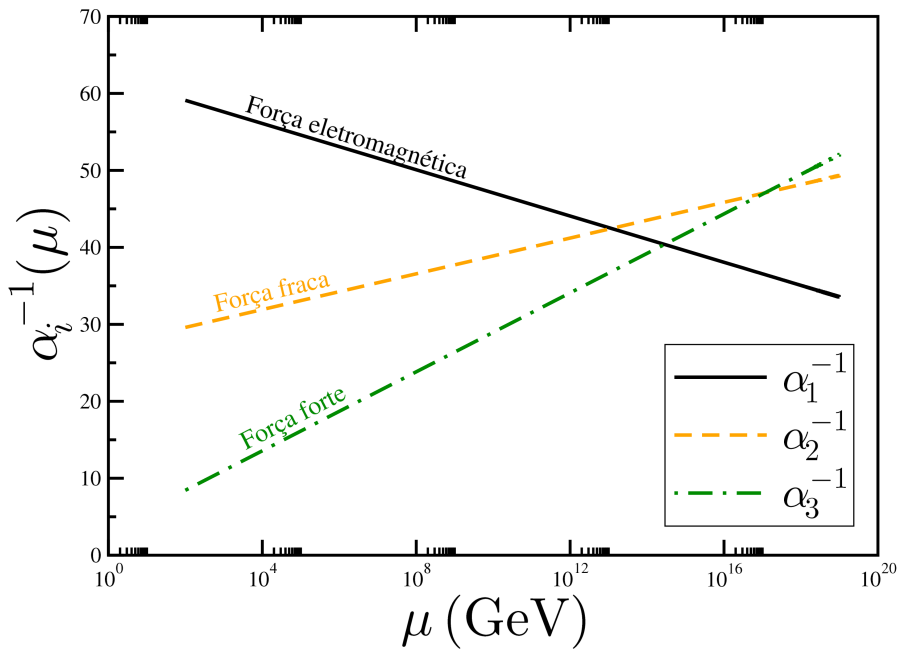 70
60
50
40
30
20
10
0
α_i^{-1}(μ)
Força eletromagnética
Força fraca
Força forte
α_1^{-1}
α_2^{-1}
α_3^{-1}
10^0 10^4 10^8 10^12 10^16 10^20
μ (GeV)